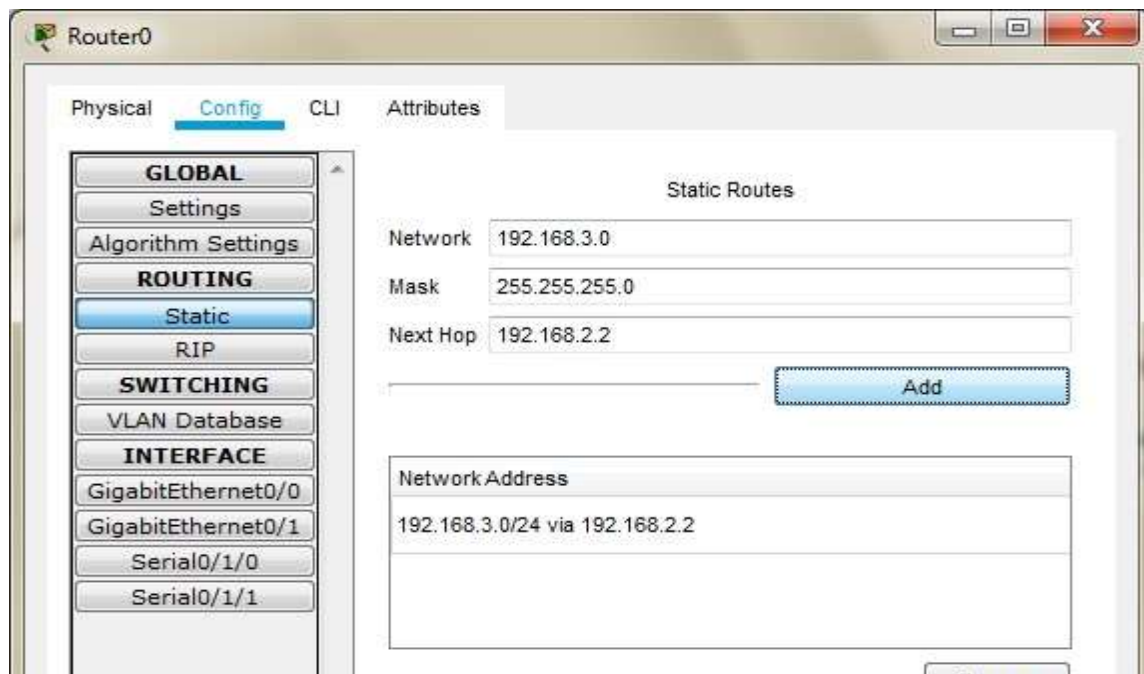 Router0
Physical Config CLI Attributes
GLOBAL
Settings
Algorithm Settings
ROUTING
Static
RIP
SWITCHING
VLAN Database
INTERFACE
GigabitEthernet0/0
GigabitEthernet0/1
Serial0/1/0
Serial0/1/1
Static Routes
Network 192.168.3.0
Mask 255.255.255.0
Next Hop 192.168.2.2
Add
Network Address
192.168.3.0/24 via 192.168.2.2